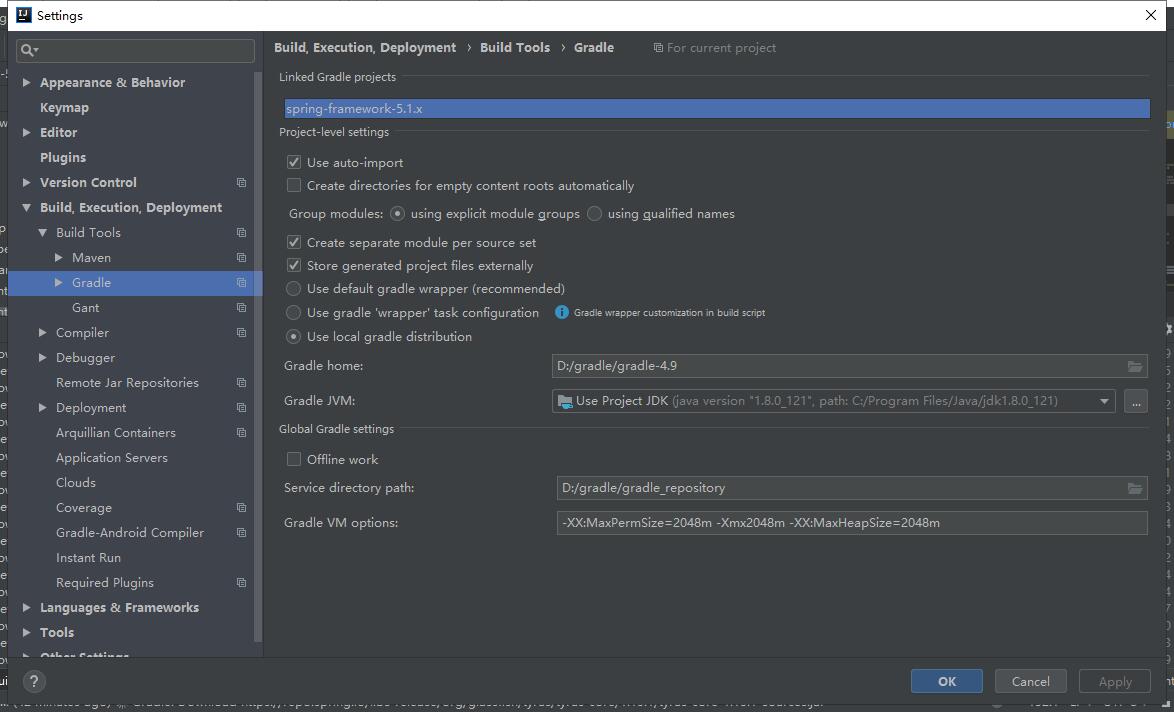 Settings
Build, Execution, Deployment › Build Tools › Gradle For current project
Appearance & Behavior
Keymap
Editor
Plugins
Version Control
Build, Execution, Deployment
Build Tools
Maven
Gradle
Gant
Compiler
Debugger
Remote Jar Repositories
Deployment
Arquillian Containers
Application Servers
Clouds
Coverage
Gradle-Android Compiler
Instant Run
Required Plugins
Languages & Frameworks
Tools
Other Settings
Linked Gradle projects
spring-framework-5.1.x
Project-level settings
Use auto-import
Create directories for empty content roots automatically
Group modules: using explicit module groups using qualified names
Create separate module per source set
Store generated project files externally
Use default gradle wrapper (recommended)
Use gradle 'wrapper' task configuration Gradle wrapper customization in build script
Use local gradle distribution
Gradle home: D:/gradle/gradle-4.9
Gradle JVM: Use Project JDK (java version "1.8.0_121", path: C:/Program Files/Java/jdk1.8.0_121) ...
Global Gradle settings
Offline work
Service directory path: D:/gradle/gradle_repository
Gradle VM options: -XX:MaxPermSize=2048m -Xmx2048m -XX:MaxHeapSize=2048m
? OK Cancel Apply